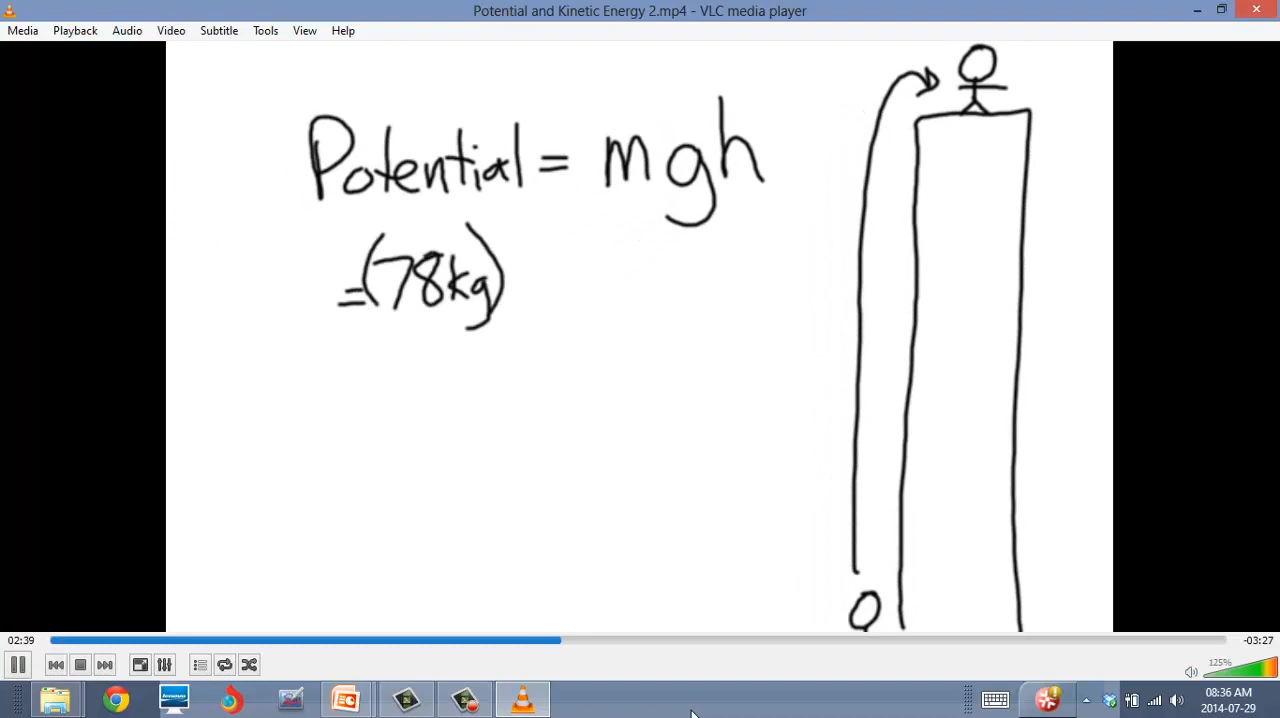 Potential and Kinetic Energy 2.mp4 - VLC media player
Media Playback Audio Video Subtitle Tools View Help
Potential = mgh
=(78kg)
02:39
-03:27
125%
08:36 AM
2014-07-29